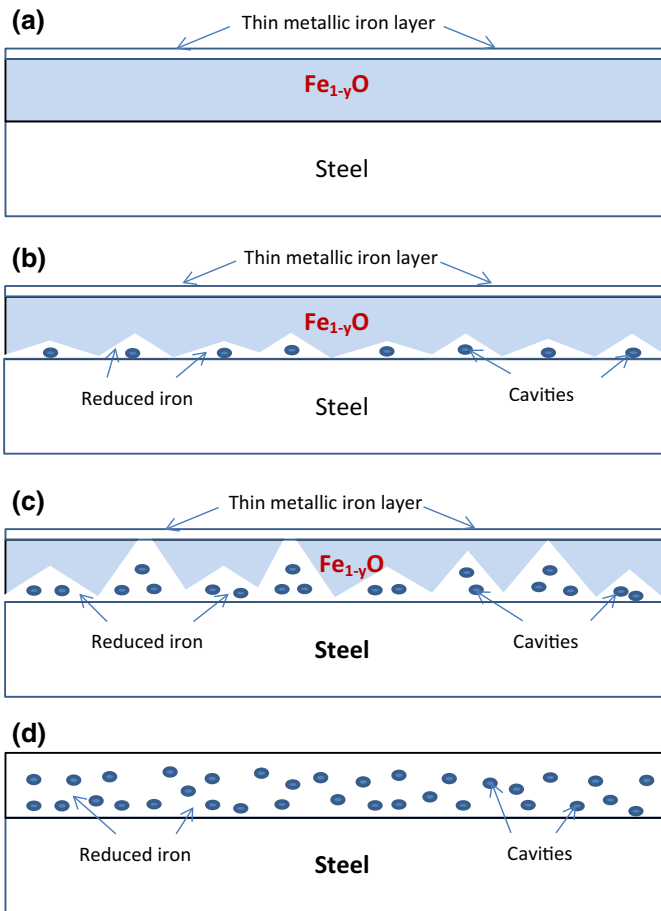 (a)
Thin metallic iron layer
Fe1-yO
Steel
(b)
Thin metallic iron layer
Fe1-yO
Reduced iron
Cavities
Steel
(c)
Thin metallic iron layer
Fe1-yO
Reduced iron
Cavities
Steel
(d)
Reduced iron
Cavities
Steel